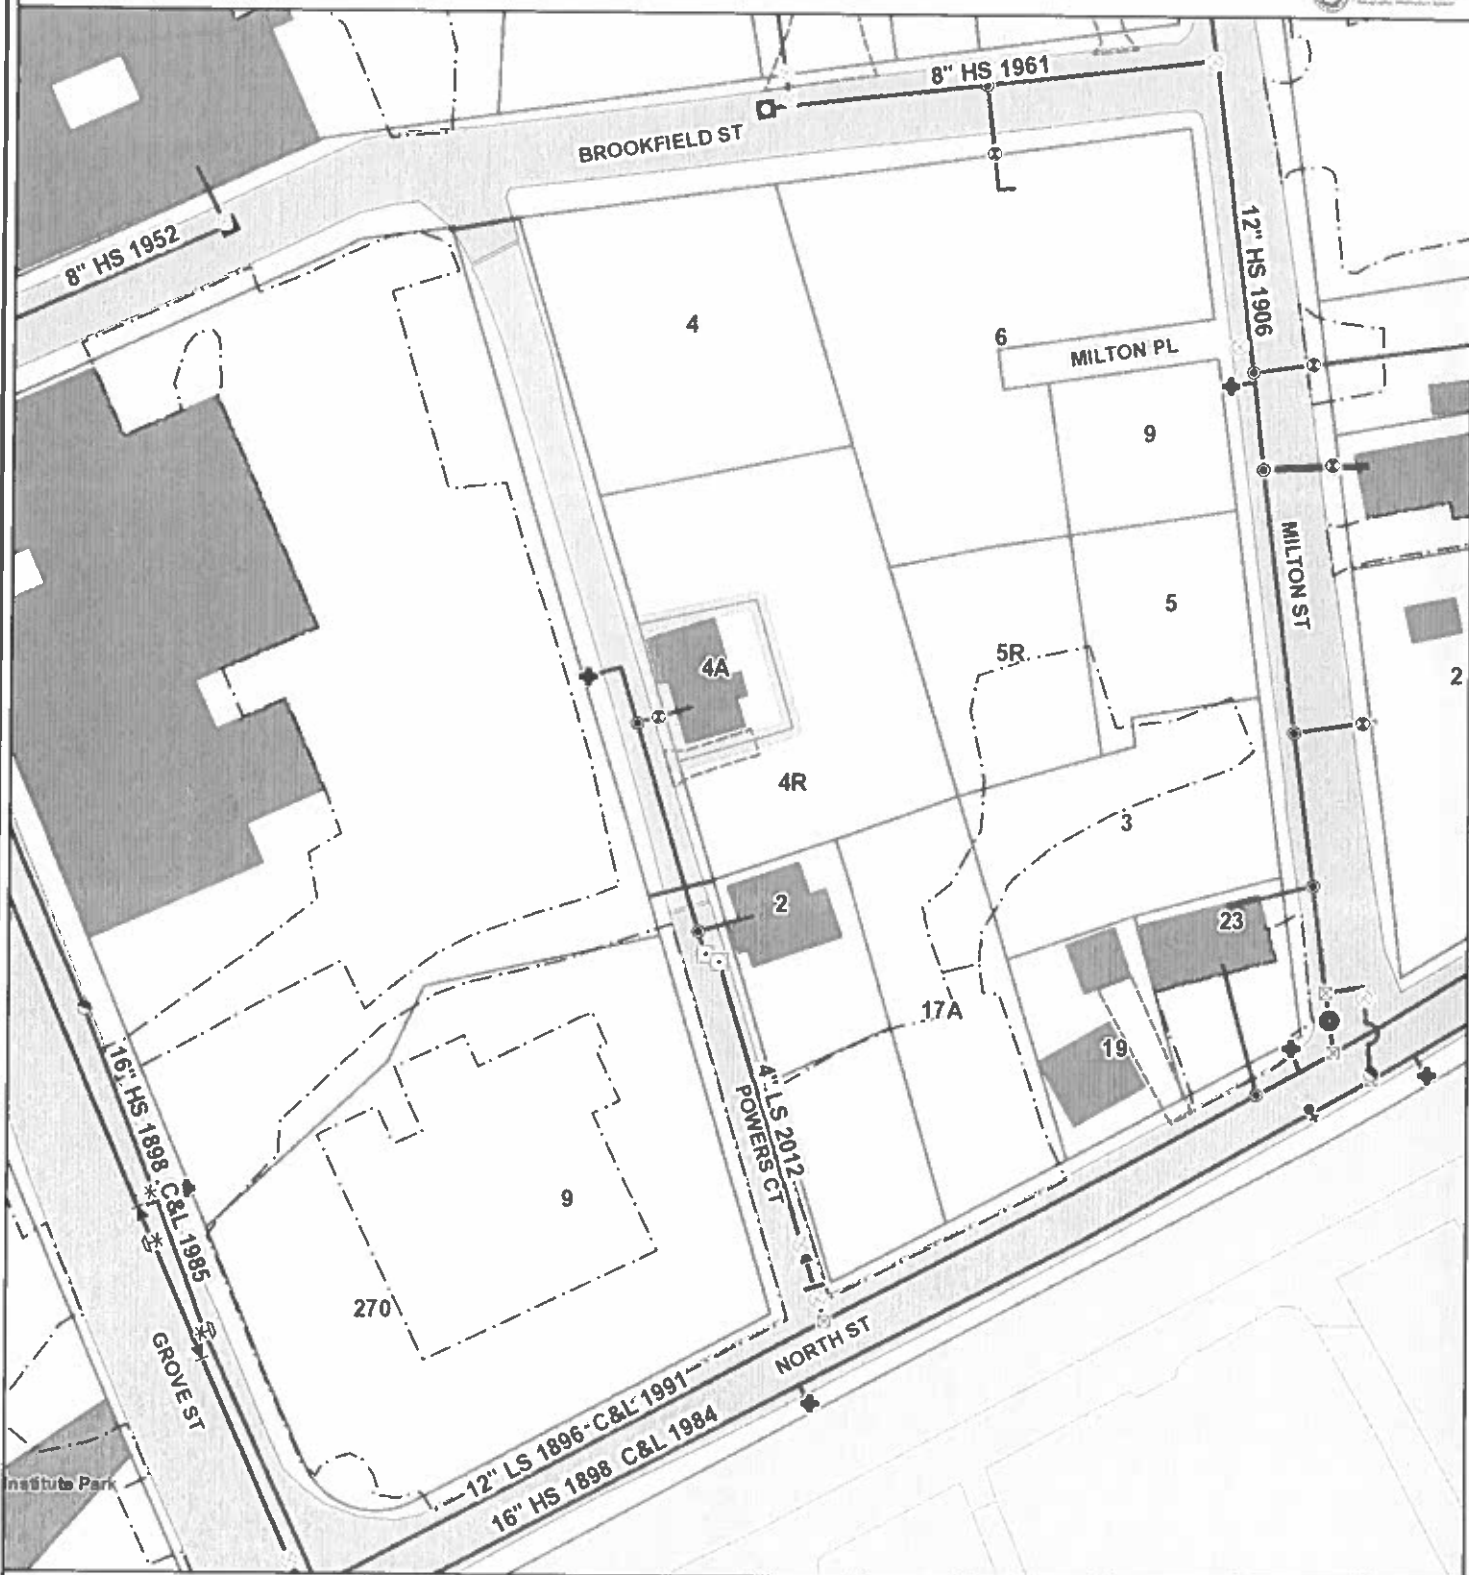 8" HS 1961
BROOKFIELD ST
8" HS 1952
12" HS 1906
4
6
MILTON PL
9
MILTON ST
5
5R
4A
2
4R
3
2
23
17A
19
16" HS 1898 C&L 1985
4" LS 2012
POWERS CT
9
270
GROVE ST
NORTH ST
12" LS 1896 C&L 1991
16" HS 1898 C&L 1984
Institute Park